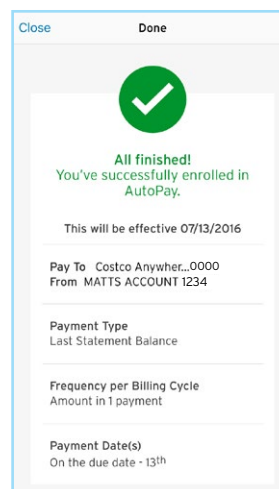 Close Done
All finished!
You've successfully enrolled in
AutoPay.
This will be effective 07/13/2016
Pay To Costco Anywher...0000
From MATTS ACCOUNT 1234
Payment Type
Last Statement Balance
Frequency per Billing Cycle
Amount in 1 payment
Payment Date(s)
On the due date - 13th